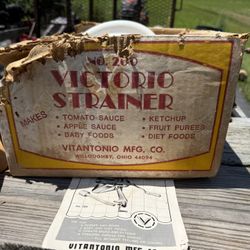 NO. 200
VICTORIO
STRAINER
MAKES
• TOMATO SAUCE
• APPLE SAUCE
• BABY FOODS
• KETCHUP
• FRUIT PUREES
• DIET FOODS
VITANTONIO MFG. CO.
WILLOUGHBY, OHIO 44094
VITANTONIO MFG. CO.